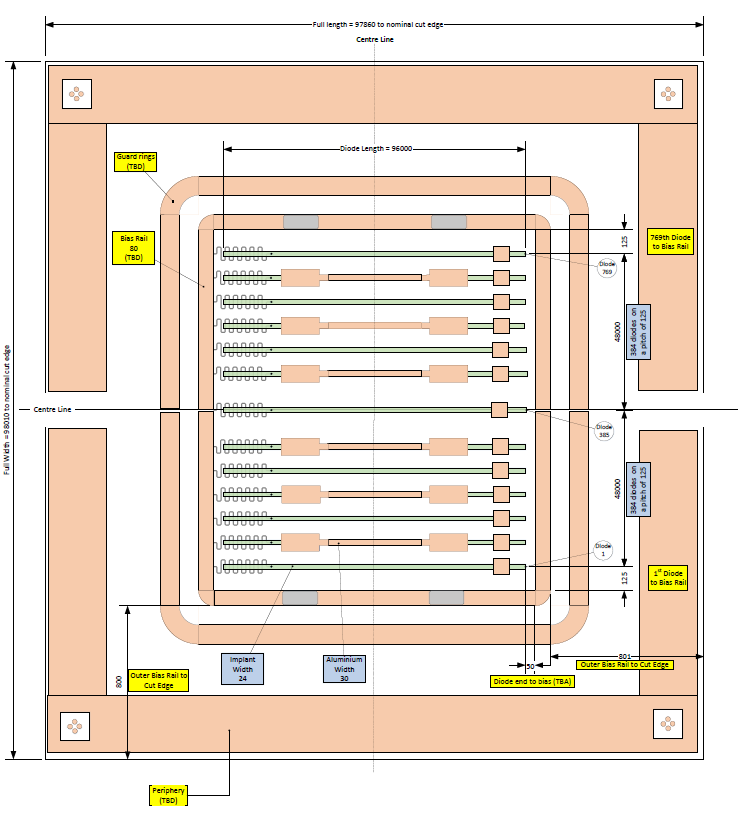 Full length = 97860 to nominal cut edge
Centre Line
Diode Length = 96000
Guard rings
(TBD)
Bias Rail
80
(TBD)
125
769th Diode
to Bias Rail
Diode
769
48000
384 diodes on
a pitch of 125
Full Width = 98010 to nominal cut edge
Centre Line
Diode
385
48000
384 diodes on
a pitch of 125
Diode
1
125
1st Diode
to Bias Rail
Implant
Width
24
Aluminium
Width
30
801
50
Outer Bias Rail to Cut Edge
Diode end to bias (TBA)
800
Outer Bias Rail to
Cut Edge
Periphery
(TBD)